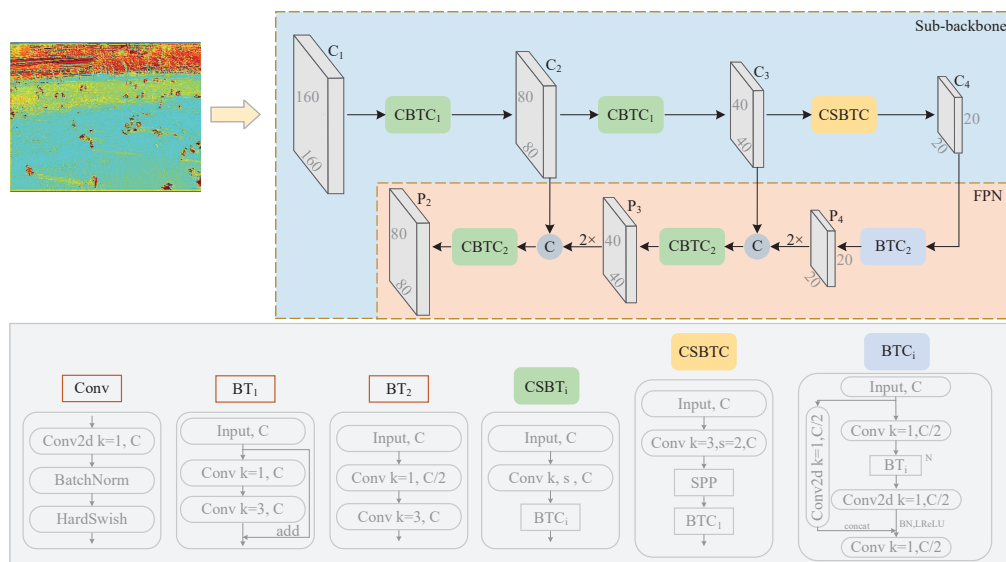 Sub-backbone
C₁
160
160
CBTC₁
C₂
80
80
CBTC₁
C₃
40
40
CSBTC
C₄
20
20
FPN
P₂
80
80
CBTC₂
C
2×
P₃
40
40
CBTC₂
C
2×
P₄
20
20
BTC₂
Conv
Conv2d k=1, C
BatchNorm
HardSwish
BT₁
Input, C
Conv k=1, C
Conv k=3, C
add
BT₂
Input, C
Conv k=1, C/2
Conv k=3, C
CSBTᵢ
Input, C
Conv k, s , C
BTCᵢ
CSBTC
Input, C
Conv k=3,s=2,C
SPP
BTC₁
BTCᵢ
Input, C
Conv2d k=1,C/2
Conv k=1,C/2
BTᵢ
N
Conv2d k=1,C/2
BN,LReLU
concat
Conv k=1,C/2